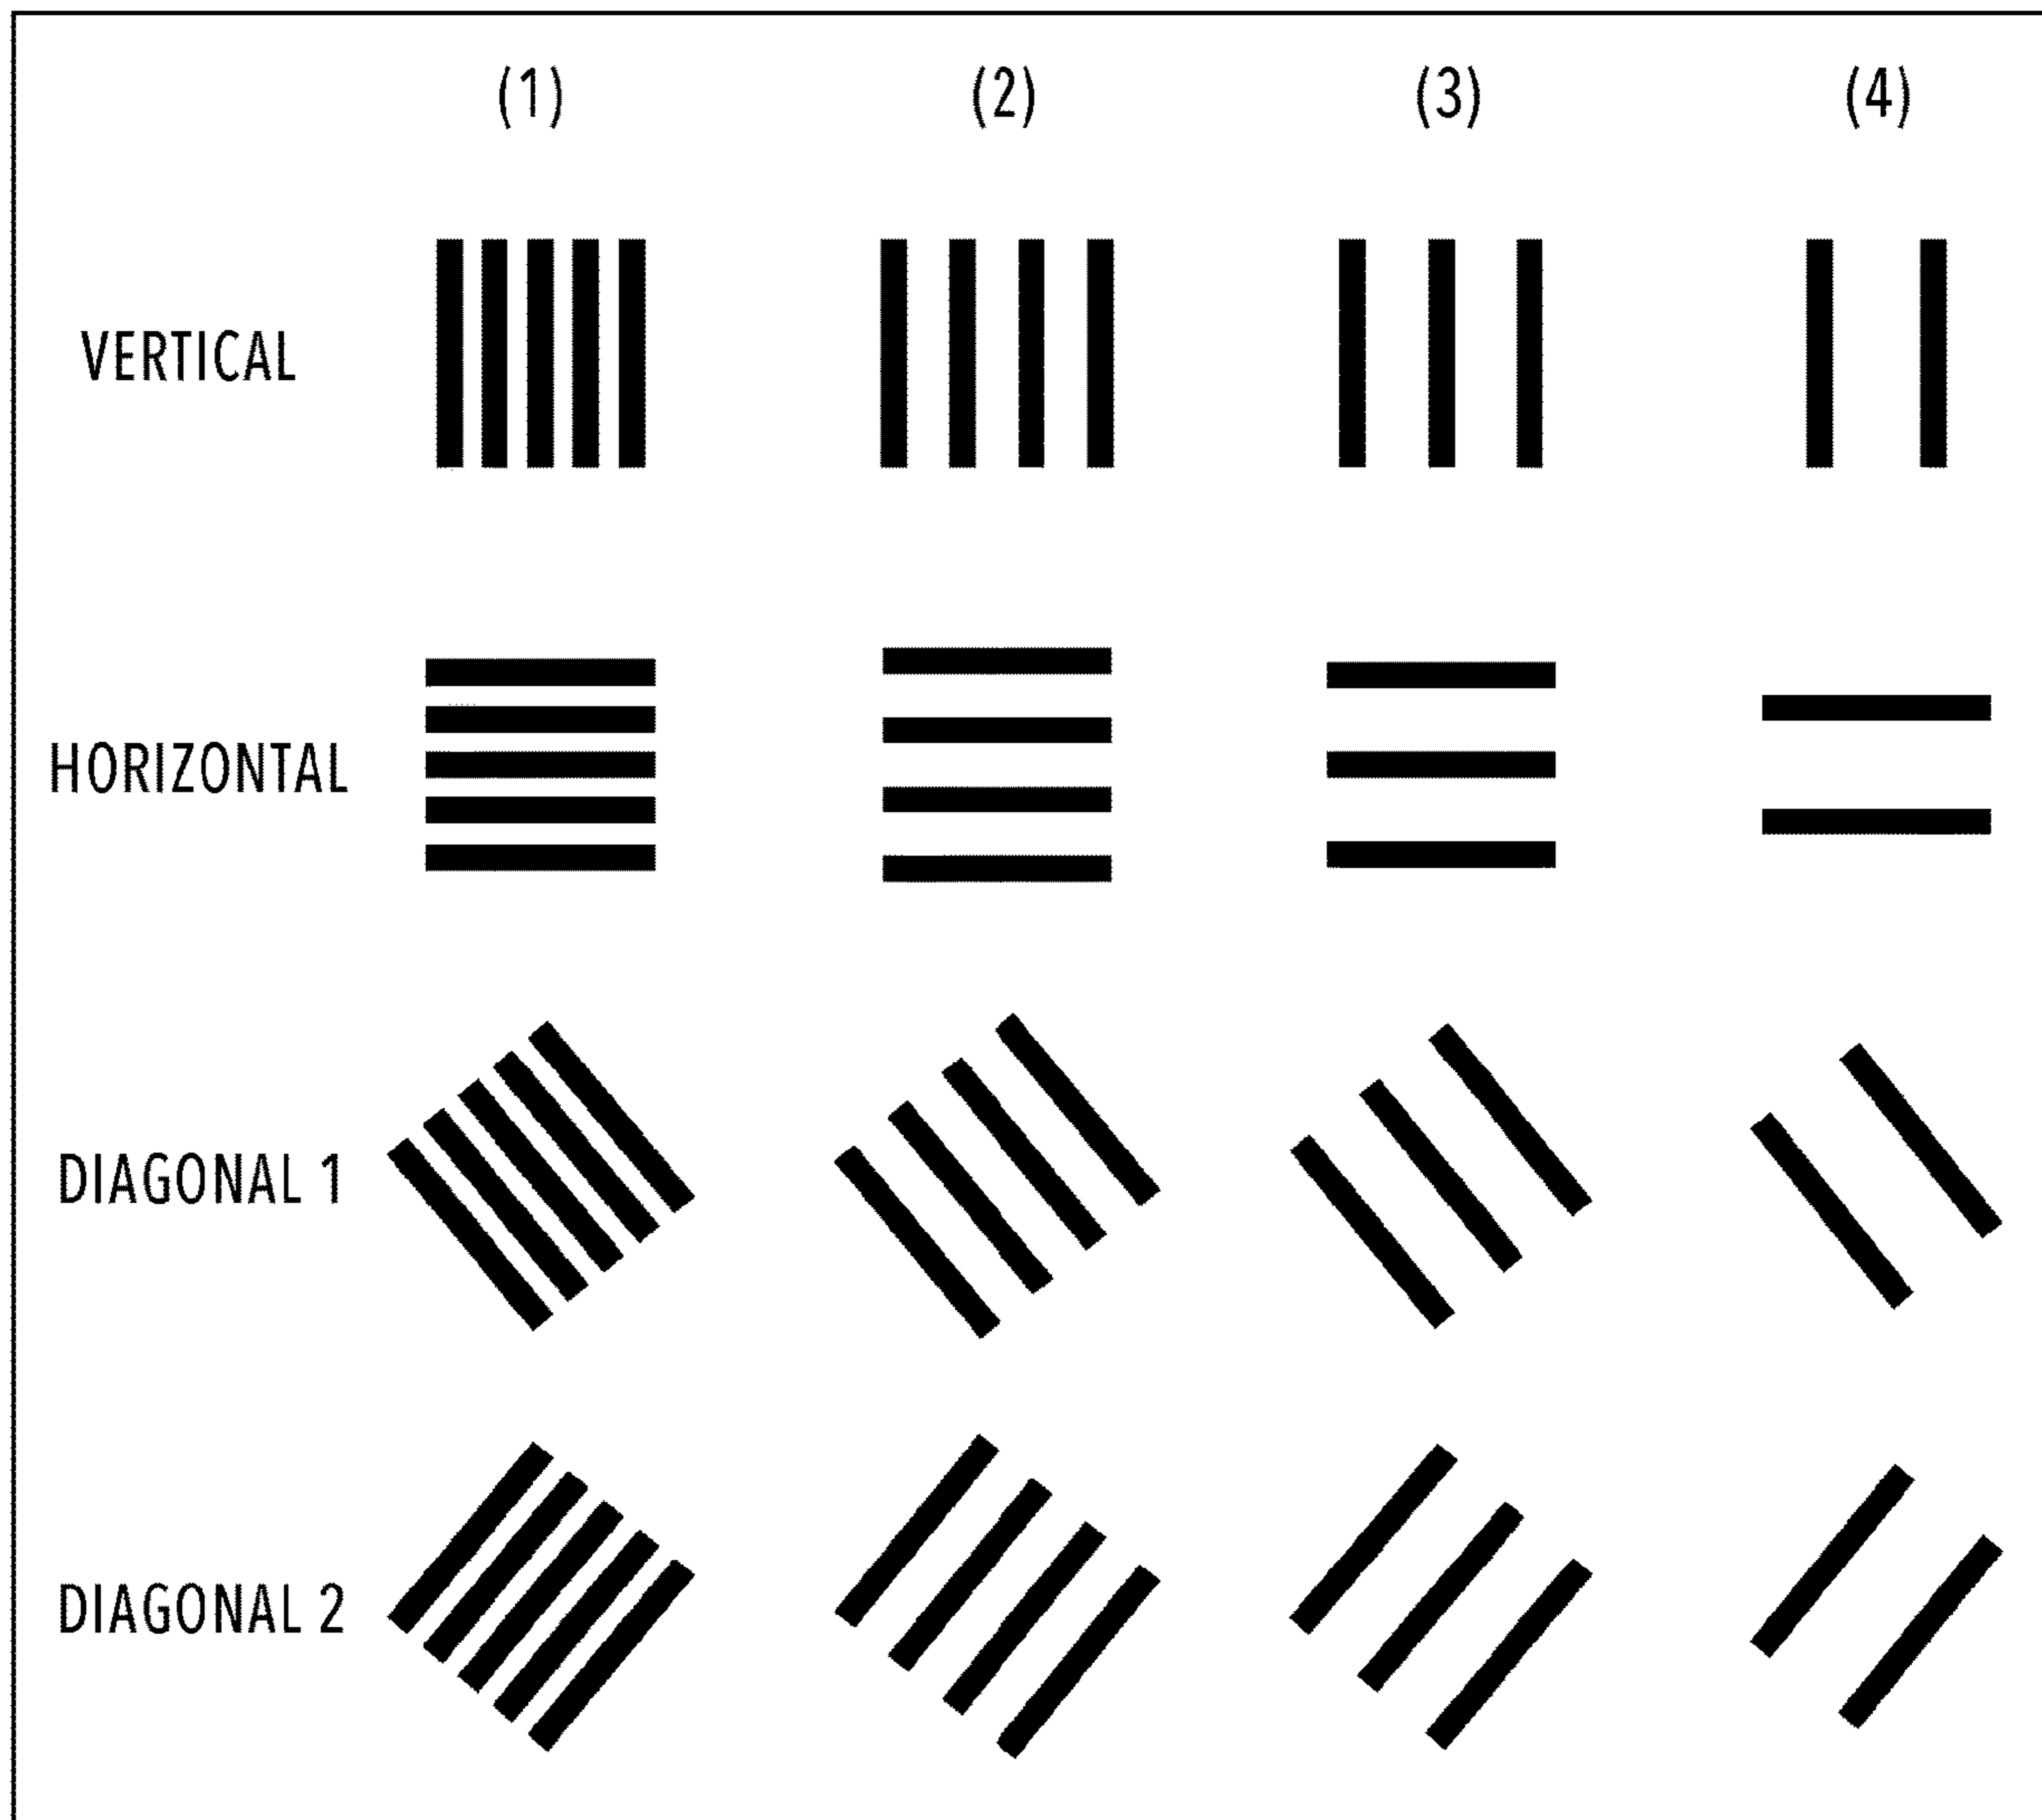 (1) (2) (3) (4)
VERTICAL
HORIZONTAL
DIAGONAL 1
DIAGONAL 2